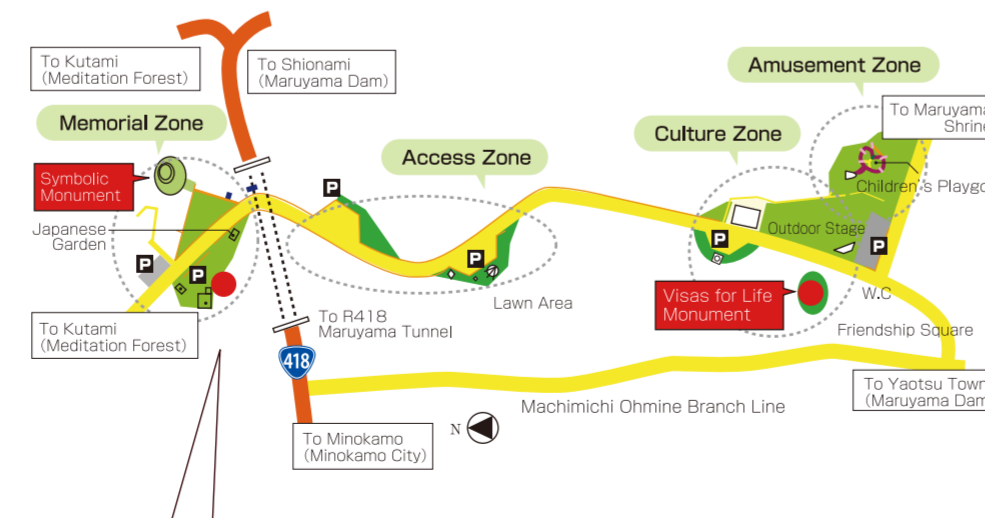 To Kutami
(Meditation Forest)
To Shionami
(Maruyama Dam)
Amusement Zone
To Maruyama
Shrine
Memorial Zone
Culture Zone
Access Zone
Symbolic
Monument
P
Children's Playgo
Japanese
Garden
Outdoor Stage
P
P
P
P
P
Lawn Area
Visas for Life
Monument
W.C
To R418
Maruyama Tunnel
Friendship Square
To Kutami
(Meditation Forest)
418
To Yaotsu Town
(Maruyama Dam
Machimichi Ohmine Branch Line
N
To Minokamo
(Minokamo City)